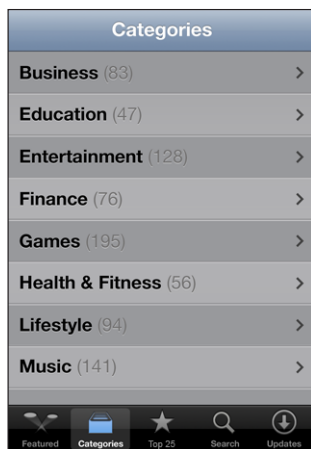 Categories
Business (83)
Education (47)
Entertainment (128)
Finance (76)
Games (195)
Health & Fitness (56)
Lifestyle (94)
Music (141)
Featured Categories Top 25 Search Updates